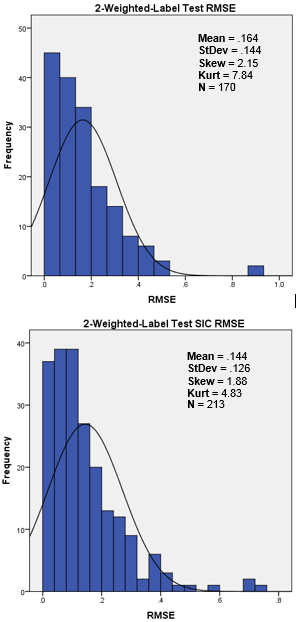 2-Weighted-Label Test RMSE
Mean = .164
StDev = .144
Skew = 2.15
Kurt = 7.84
N = 170
50
40
30
20
10
0
Frequency
.0 .2 .4 .6 .8 1.0
RMSE
2-Weighted-Label Test SIC RMSE
Mean = .144
StDev = .126
Skew = 1.88
Kurt = 4.83
N = 213
40
30
20
10
0
Frequency
.0 .2 .4 .6 .8
RMSE